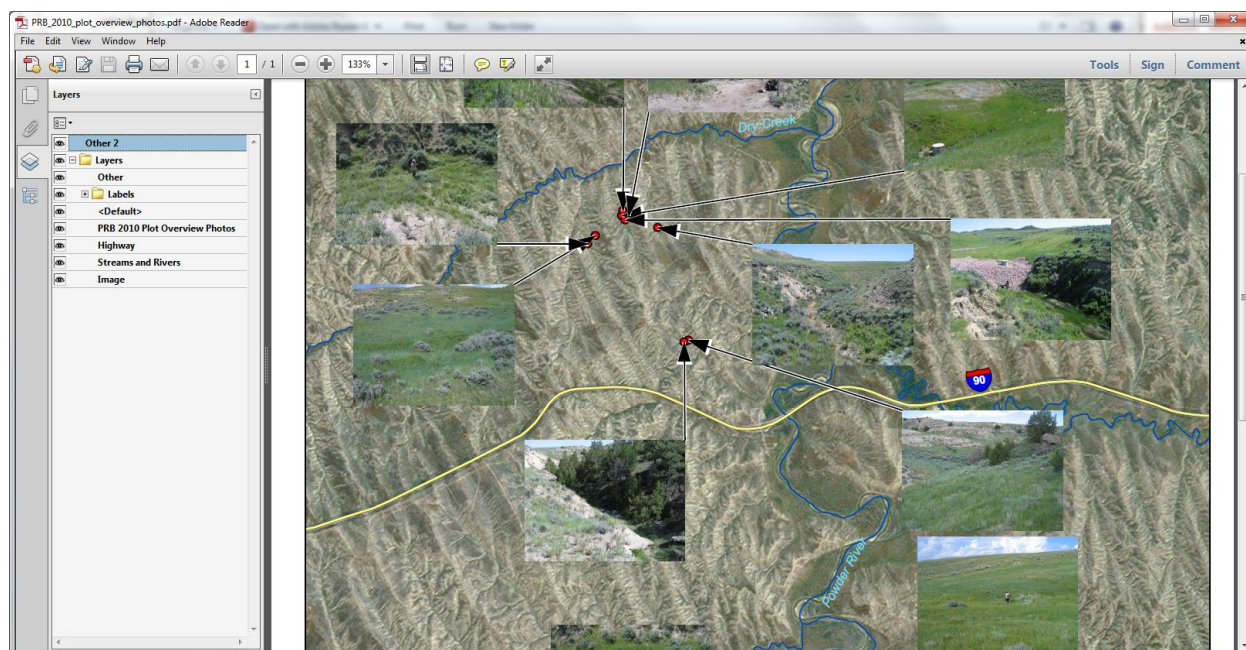 PRB_2010_plot_overview_photos.pdf - Adobe Reader
File Edit View Window Help
1 / 1 133% Tools Sign Comment
Layers
Other 2
Layers
Other
Labels
<Default>
PRB 2010 Plot Overview Photos
Highway
Streams and Rivers
Image
Dry Creek
90
Powder River